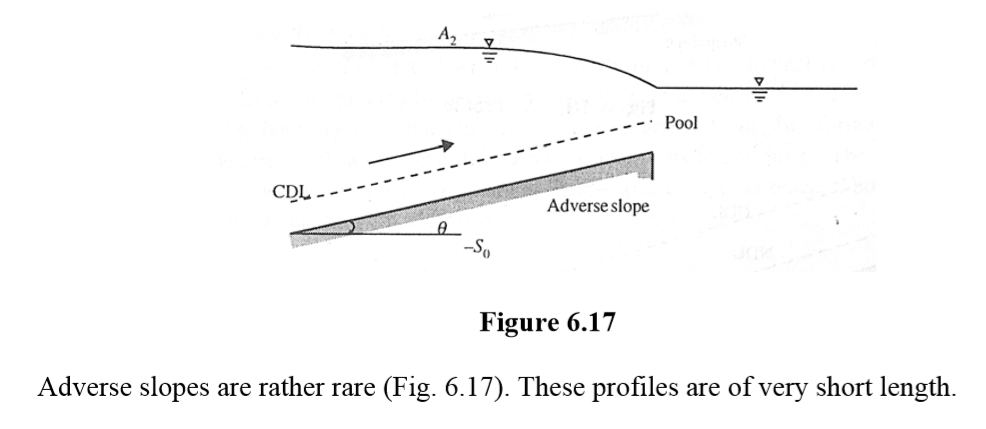 A₂
Pool
CDL
Adverse slope
θ
–S₀
Figure 6.17
Adverse slopes are rather rare (Fig. 6.17). These profiles are of very short length.